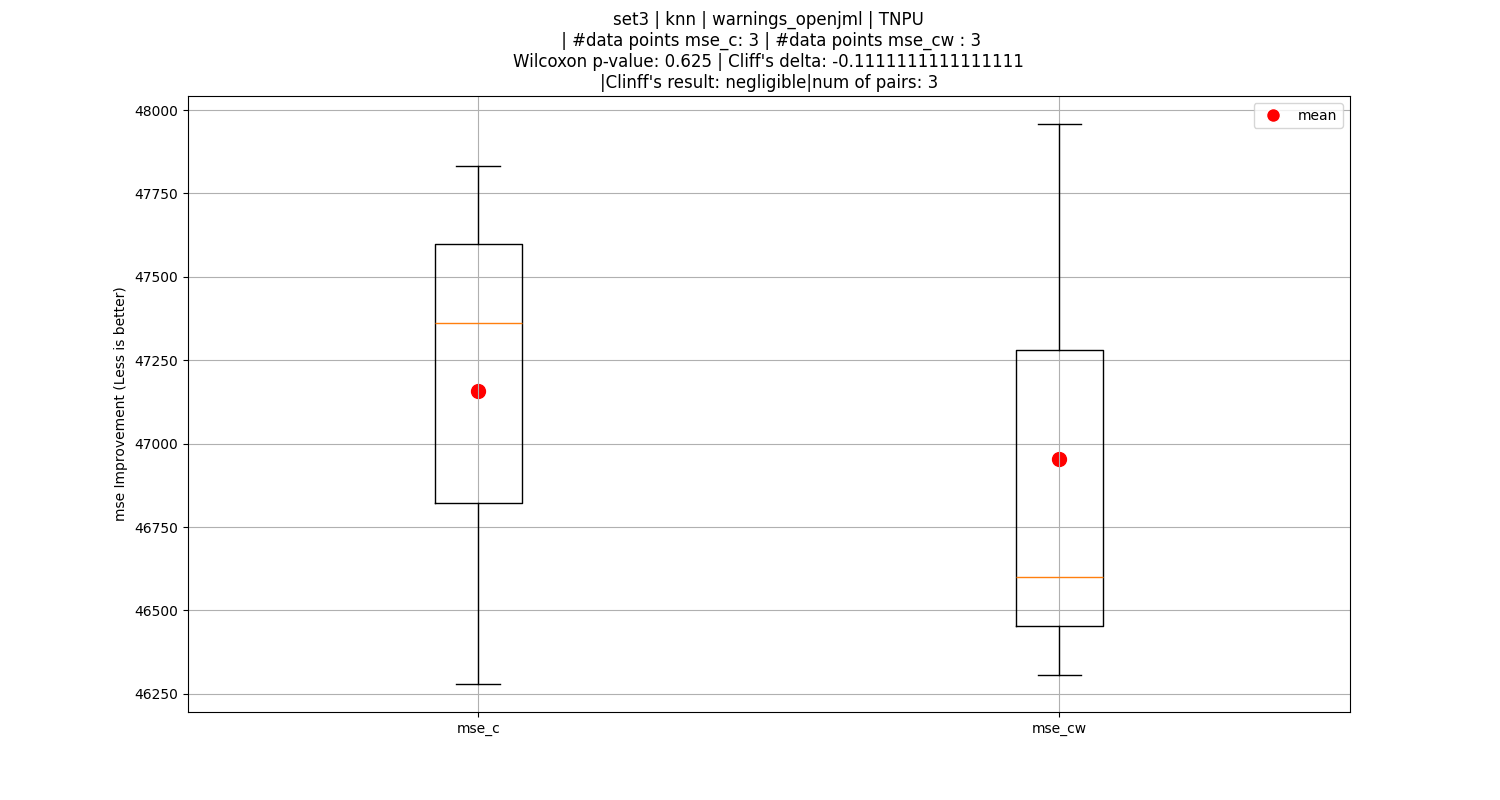 set3 | knn | warnings_openjml | TNPU
| #data points mse_c: 3 | #data points mse_cw : 3
Wilcoxon p-value: 0.625 | Cliff's delta: -0.1111111111111111
|Clinff's result: negligible|num of pairs: 3
mean
48000
47750
47500
47250
47000
46750
46500
46250
mse Improvement (Less is better)
mse_c
mse_cw